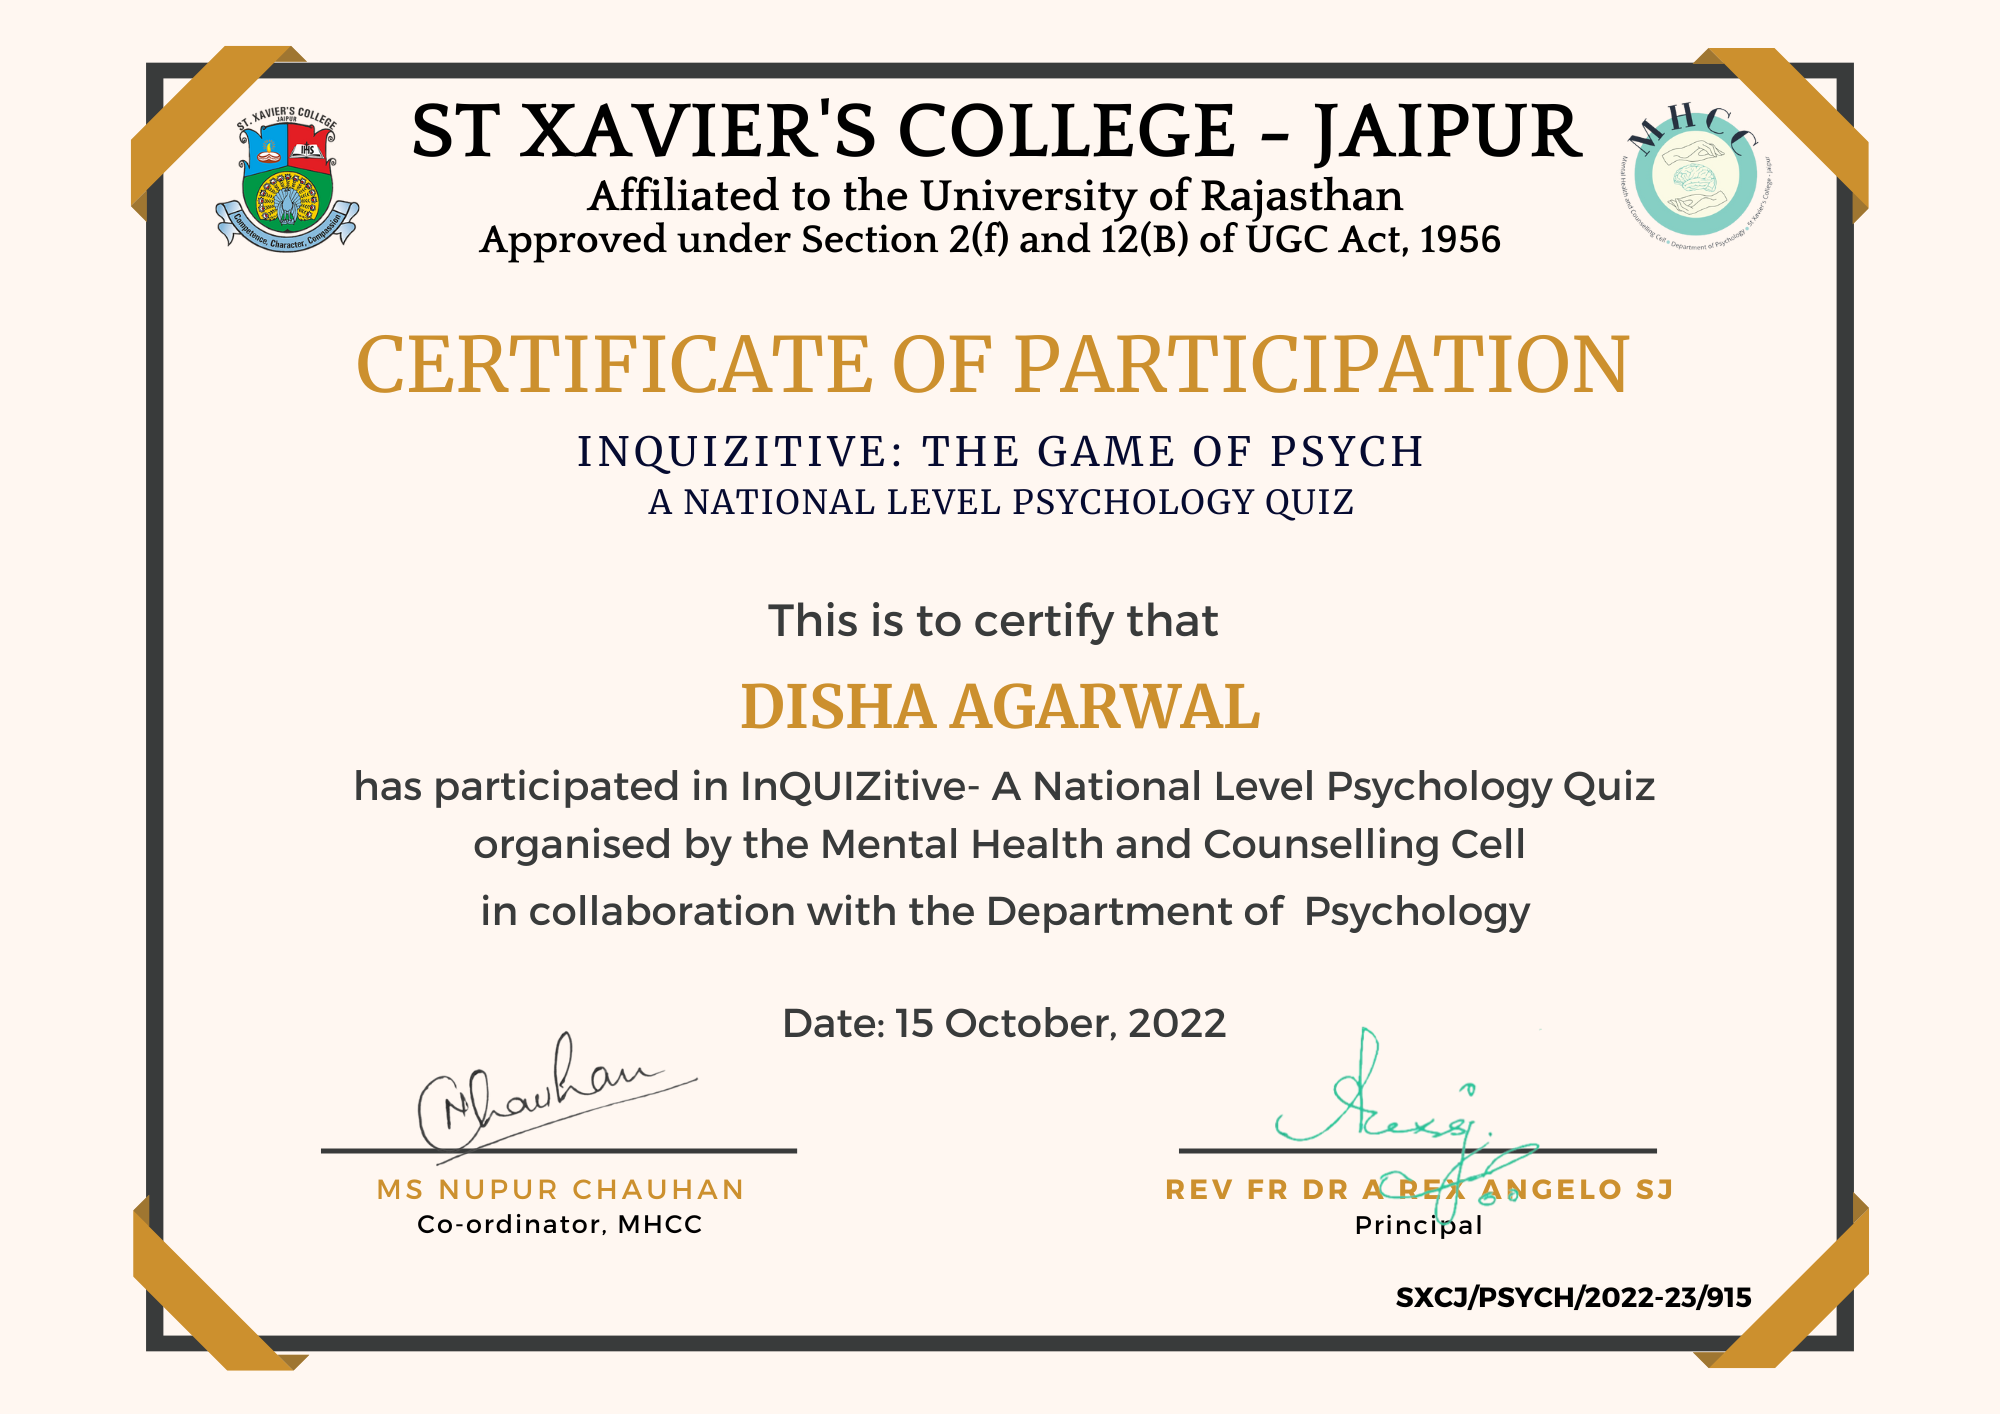 ST. XAVIER'S COLLEGE
JAIPUR
IHS
Competence, Character, Compassion
ST XAVIER'S COLLEGE - JAIPUR
Affiliated to the University of Rajasthan
Approved under Section 2(f) and 12(B) of UGC Act, 1956
MHCC
Mental Health and Counselling Cell • Department of Psychology • St Xavier's College - Jaipur
CERTIFICATE OF PARTICIPATION
INQUIZITIVE: THE GAME OF PSYCH
A NATIONAL LEVEL PSYCHOLOGY QUIZ
This is to certify that
DISHA AGARWAL
has participated in InQUIZitive- A National Level Psychology Quiz
organised by the Mental Health and Counselling Cell
in collaboration with the Department of  Psychology
Date: 15 October, 2022
NChauhan
MS NUPUR CHAUHAN
Co-ordinator, MHCC
REV FR DR A REX ANGELO SJ
Principal
SXCJ/PSYCH/2022-23/915